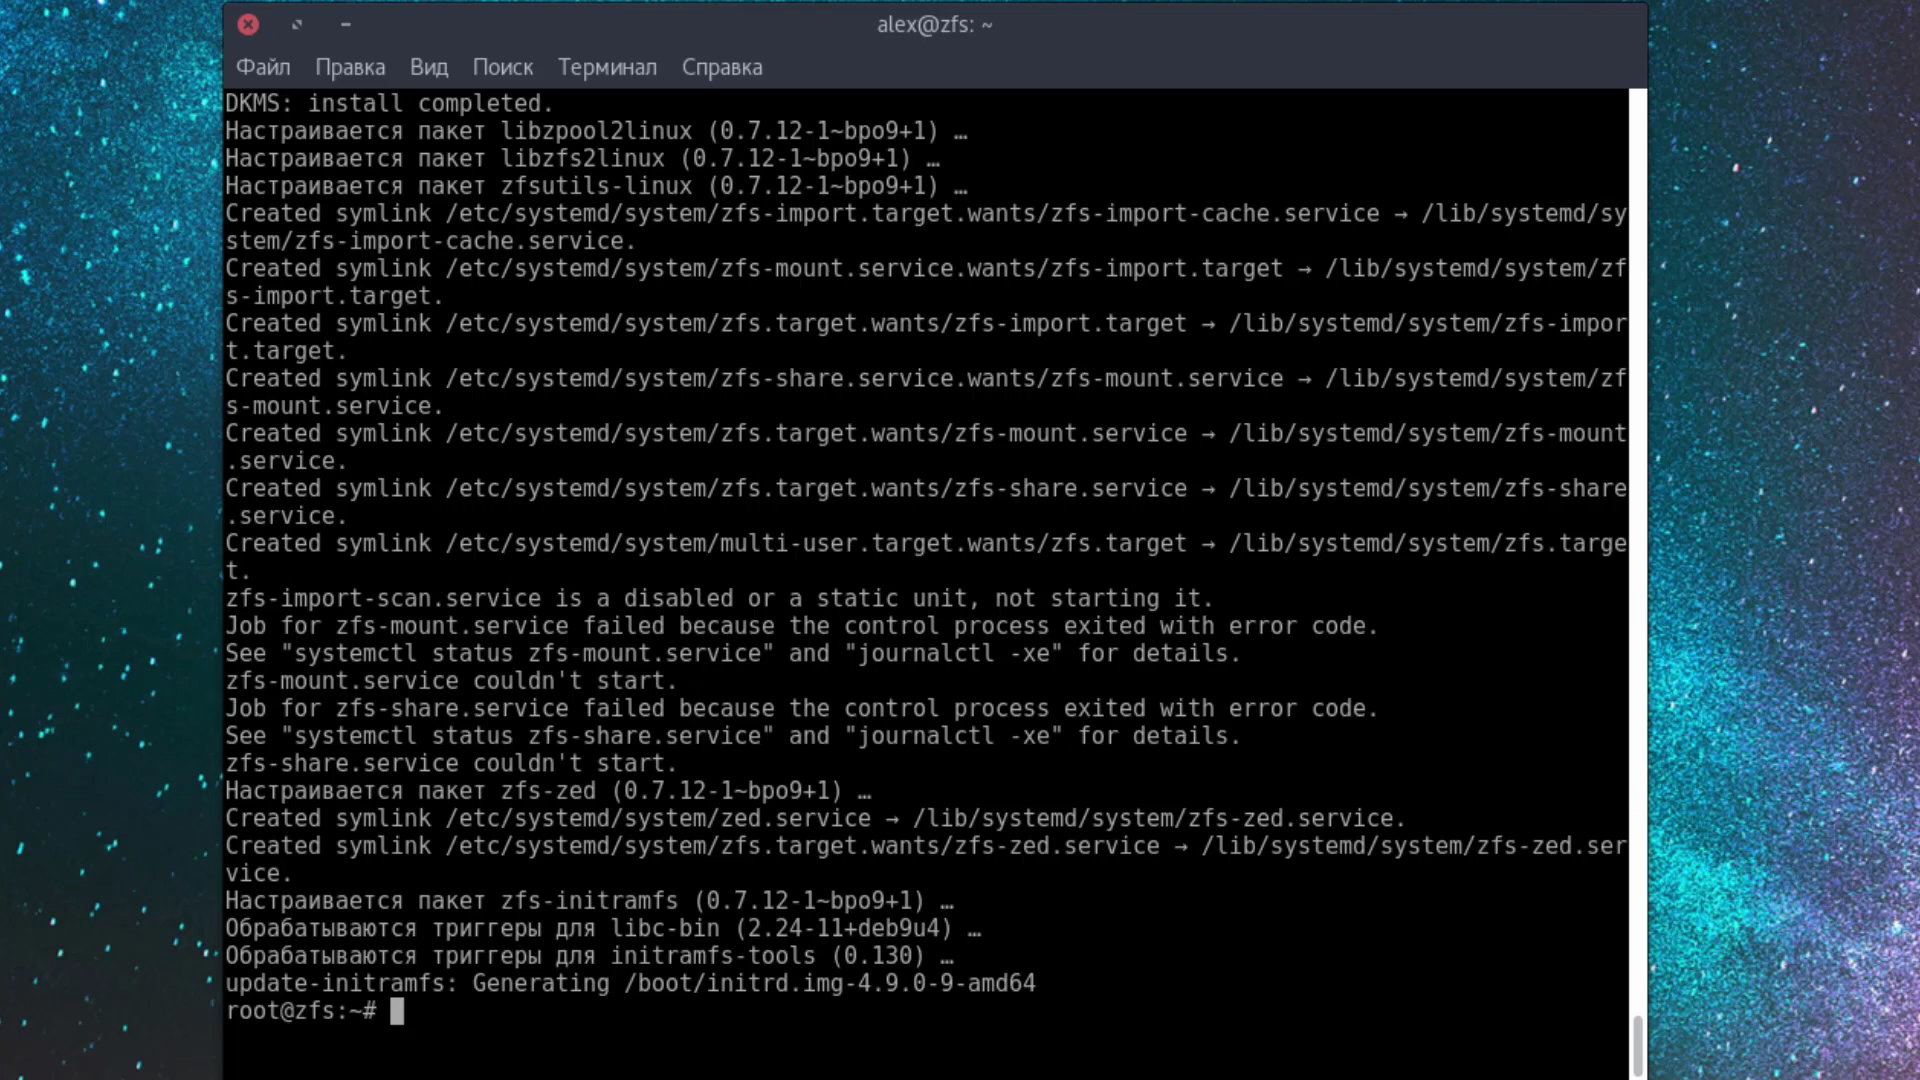 alex@zfs: ~
Файл Правка Вид Поиск Терминал Справка
DKMS: install completed.
Настраивается пакет libzpool2linux (0.7.12-1~bpo9+1) …
Настраивается пакет libzfs2linux (0.7.12-1~bpo9+1) …
Настраивается пакет zfsutils-linux (0.7.12-1~bpo9+1) …
Created symlink /etc/systemd/system/zfs-import.target.wants/zfs-import-cache.service → /lib/systemd/sy
stem/zfs-import-cache.service.
Created symlink /etc/systemd/system/zfs-mount.service.wants/zfs-import.target → /lib/systemd/system/zf
s-import.target.
Created symlink /etc/systemd/system/zfs.target.wants/zfs-import.target → /lib/systemd/system/zfs-impor
t.target.
Created symlink /etc/systemd/system/zfs-share.service.wants/zfs-mount.service → /lib/systemd/system/zf
s-mount.service.
Created symlink /etc/systemd/system/zfs.target.wants/zfs-mount.service → /lib/systemd/system/zfs-mount
.service.
Created symlink /etc/systemd/system/zfs.target.wants/zfs-share.service → /lib/systemd/system/zfs-share
.service.
Created symlink /etc/systemd/system/multi-user.target.wants/zfs.target → /lib/systemd/system/zfs.targe
t.
zfs-import-scan.service is a disabled or a static unit, not starting it.
Job for zfs-mount.service failed because the control process exited with error code.
See "systemctl status zfs-mount.service" and "journalctl -xe" for details.
zfs-mount.service couldn't start.
Job for zfs-share.service failed because the control process exited with error code.
See "systemctl status zfs-share.service" and "journalctl -xe" for details.
zfs-share.service couldn't start.
Настраивается пакет zfs-zed (0.7.12-1~bpo9+1) …
Created symlink /etc/systemd/system/zed.service → /lib/systemd/system/zfs-zed.service.
Created symlink /etc/systemd/system/zfs.target.wants/zfs-zed.service → /lib/systemd/system/zfs-zed.ser
vice.
Настраивается пакет zfs-initramfs (0.7.12-1~bpo9+1) …
Обрабатываются триггеры для libc-bin (2.24-11+deb9u4) …
Обрабатываются триггеры для initramfs-tools (0.130) …
update-initramfs: Generating /boot/initrd.img-4.9.0-9-amd64
root@zfs:~#